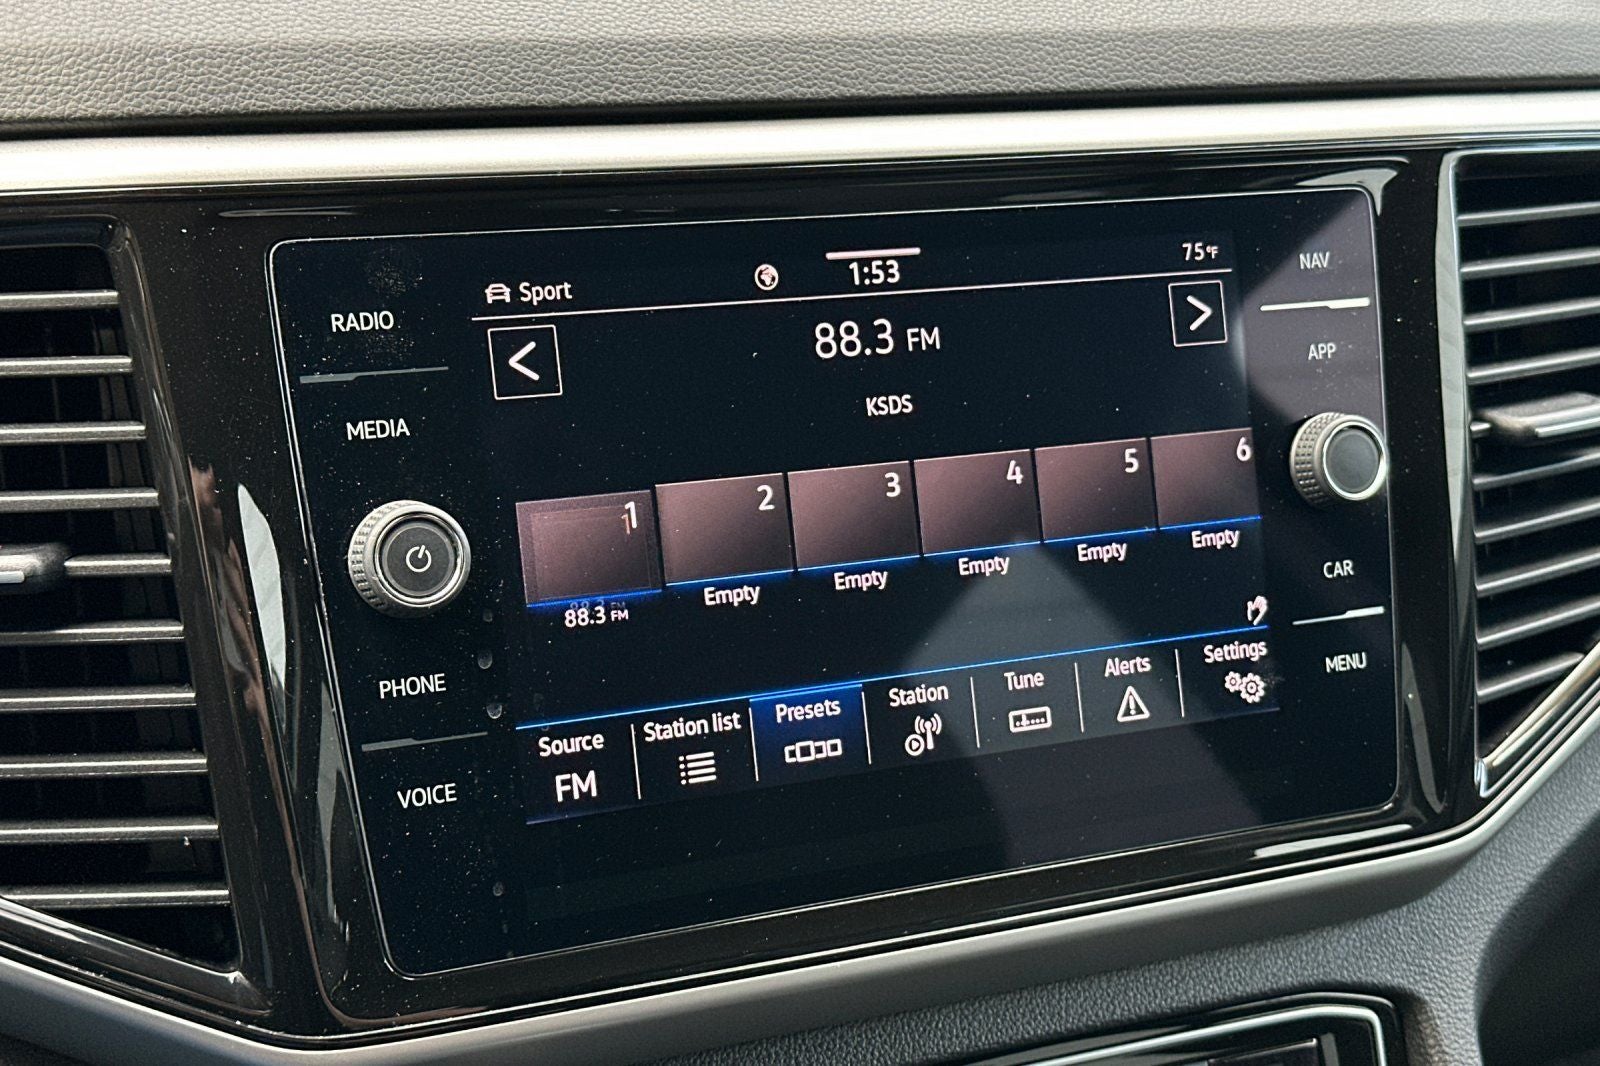 RADIO
MEDIA
PHONE
VOICE
Sport
1:53
75°F
88.3 FM
KSDS
1
2
3
4
5
6
88.3 FM
Empty
Empty
Empty
Empty
Empty
Source
FM
Station list
Presets
Station
Tune
Alerts
Settings
NAV
APP
CAR
MENU